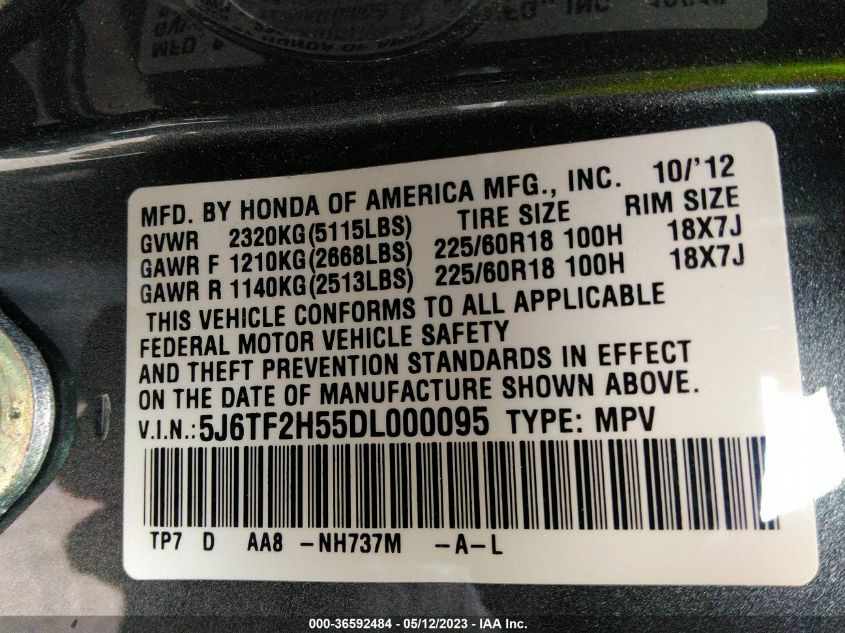 MFD. BY HONDA OF AMERICA MFG., INC. 10/'12
GVWR 2320KG(5115LBS) TIRE SIZE RIM SIZE
GAWR F 1210KG(2668LBS) 225/60R18 100H 18X7J
GAWR R 1140KG(2513LBS) 225/60R18 100H 18X7J
THIS VEHICLE CONFORMS TO ALL APPLICABLE
FEDERAL MOTOR VEHICLE SAFETY
AND THEFT PREVENTION STANDARDS IN EFFECT
ON THE DATE OF MANUFACTURE SHOWN ABOVE.
V.I.N.: 5J6TF2H55DL000095 TYPE: MPV
TP7 D AA8 -NH737M -A-L
000-36592484 - 05/12/2023 - IAA Inc.